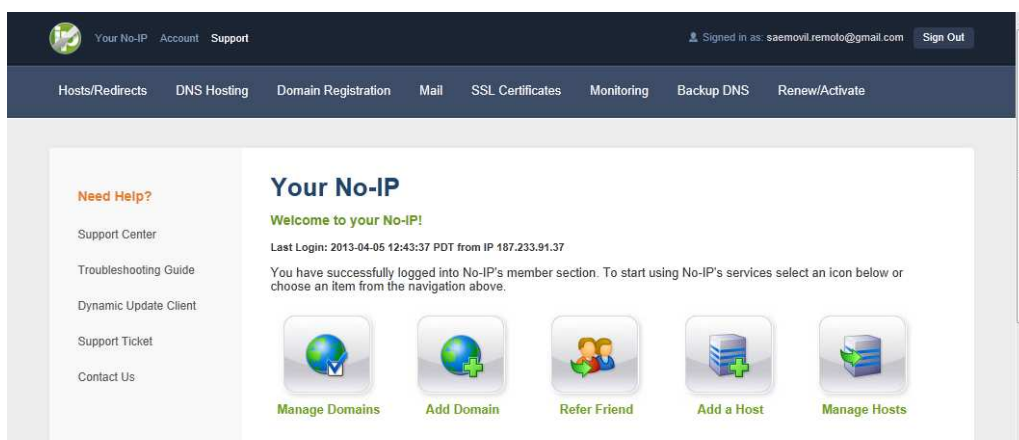 Your No-IP Account Support
Signed in as: saemovil.remoto@gmail.com Sign Out
Hosts/Redirects DNS Hosting Domain Registration Mail SSL Certificates Monitoring Backup DNS Renew/Activate
Need Help?
Support Center
Troubleshooting Guide
Dynamic Update Client
Support Ticket
Contact Us
Your No-IP
Welcome to your No-IP!
Last Login: 2013-04-05 12:43:37 PDT from IP 187.233.91.37
You have successfully logged into No-IP's member section. To start using No-IP's services select an icon below or
choose an item from the navigation above.
Manage Domains Add Domain Refer Friend Add a Host Manage Hosts